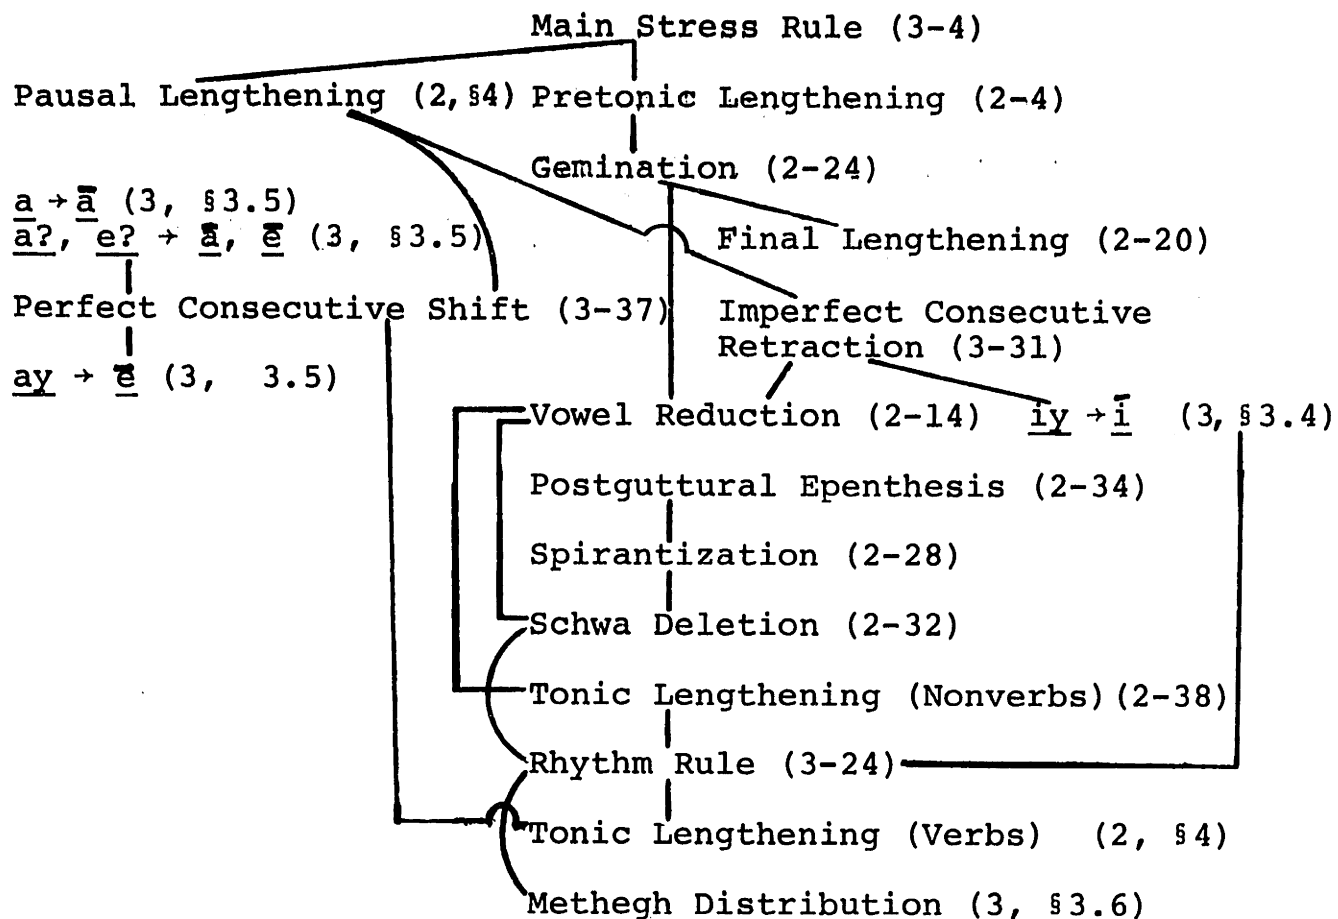 Main Stress Rule (3-4)
Pausal Lengthening (2,§4) Pretonic Lengthening (2-4)
Gemination (2-24)
a → ā (3, §3.5)
a?, e? → ā, ē (3, §3.5)
Final Lengthening (2-20)
Perfect Consecutive Shift (3-37)
Imperfect Consecutive
Retraction (3-31)
ay → ē (3, 3.5)
Vowel Reduction (2-14) iy → ī (3, §3.4)
Postguttural Epenthesis (2-34)
Spirantization (2-28)
Schwa Deletion (2-32)
Tonic Lengthening (Nonverbs) (2-38)
Rhythm Rule (3-24)
Tonic Lengthening (Verbs) (2, §4)
Methegh Distribution (3, §3.6)